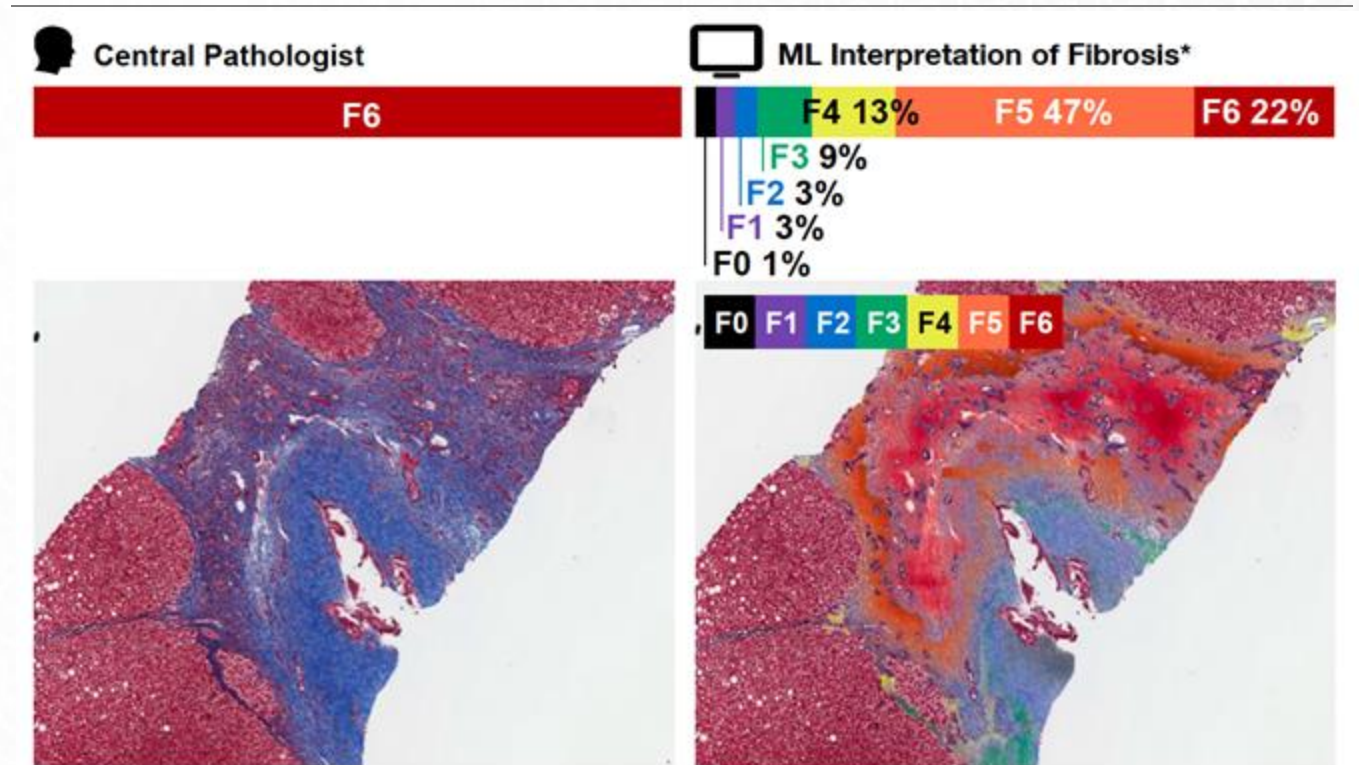 Central Pathologist
F6
ML Interpretation of Fibrosis*
F4 13% F5 47% F6 22%
F3 9%
F2 3%
F1 3%
F0 1%
F0 F1 F2 F3 F4 F5 F6